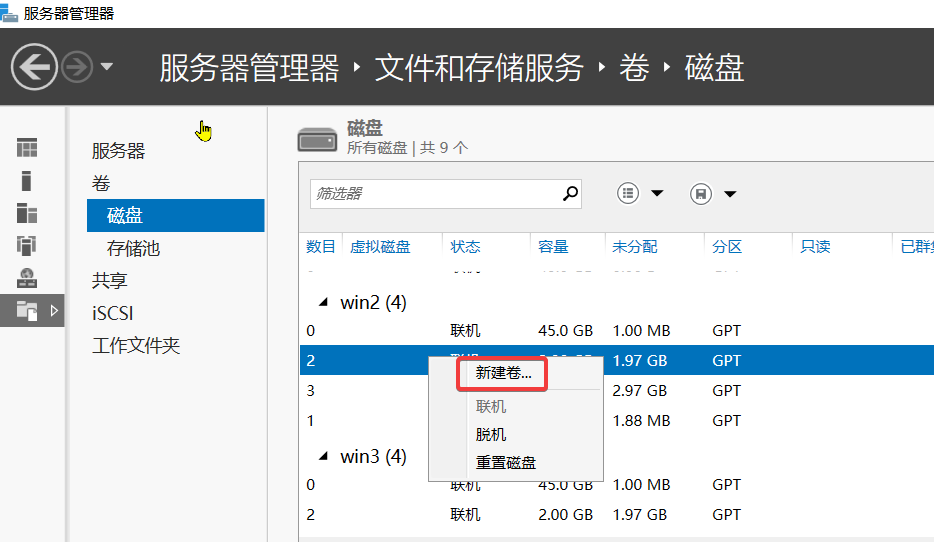 服务器管理器
服务器管理器 文件和存储服务 卷 磁盘
服务器
卷
磁盘
存储池
共享
iSCSI
工作文件夹
磁盘
所有磁盘 | 共 9 个
筛选器
数目 虚拟磁盘 状态 容量 未分配 分区 只读 已群集
win2 (4)
0 联机 45.0 GB 1.00 MB GPT
2 1.97 GB GPT
3 2.97 GB GPT
1 1.88 MB GPT
新建卷...
联机
脱机
重置磁盘
win3 (4)
0 联机 45.0 GB 1.00 MB GPT
2 联机 2.00 GB 1.97 GB GPT